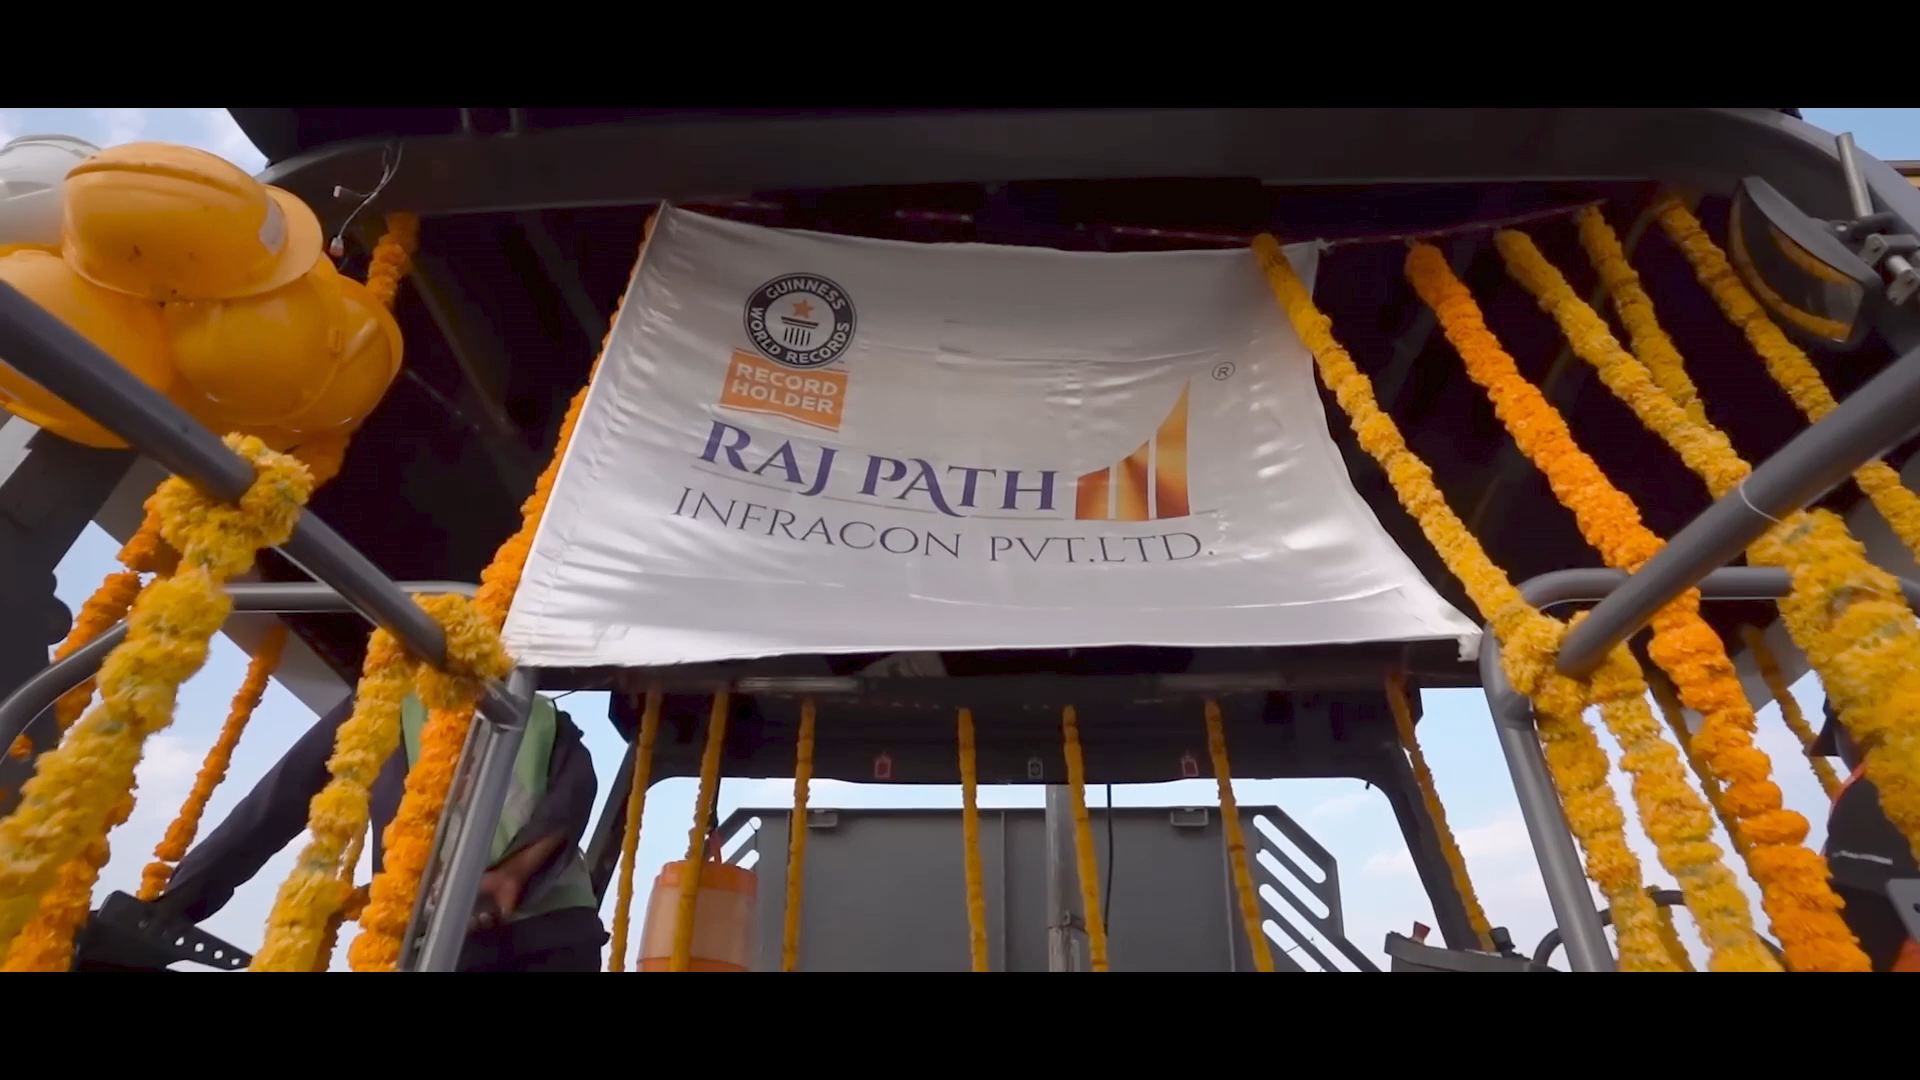 GUINNESS
WORLD RECORDS
RECORD
HOLDER
®
RAJ PATH
INFRACON PVT.LTD.